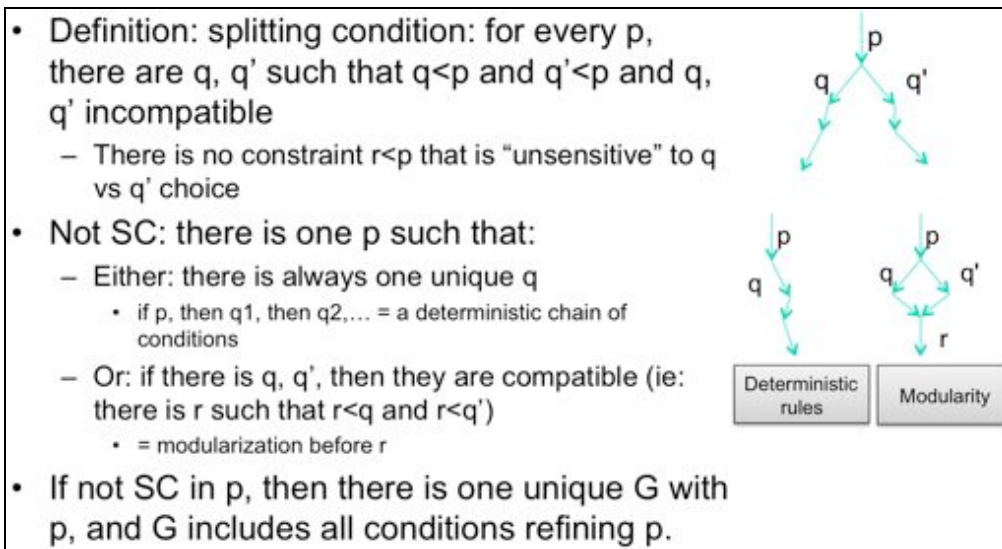 • Definition: splitting condition: for every p,
there are q, q’ such that q<p and q’<p and q,
q’ incompatible
– There is no constraint r<p that is “unsensitive” to q
vs q’ choice
• Not SC: there is one p such that:
– Either: there is always one unique q
• if p, then q1, then q2,… = a deterministic chain of
conditions
– Or: if there is q, q’, then they are compatible (ie:
there is r such that r<q and r<q’)
• = modularization before r
• If not SC in p, then there is one unique G with
p, and G includes all conditions refining p.
p
q q'
p
q
p
q q'
r
Deterministic
rules
Modularity